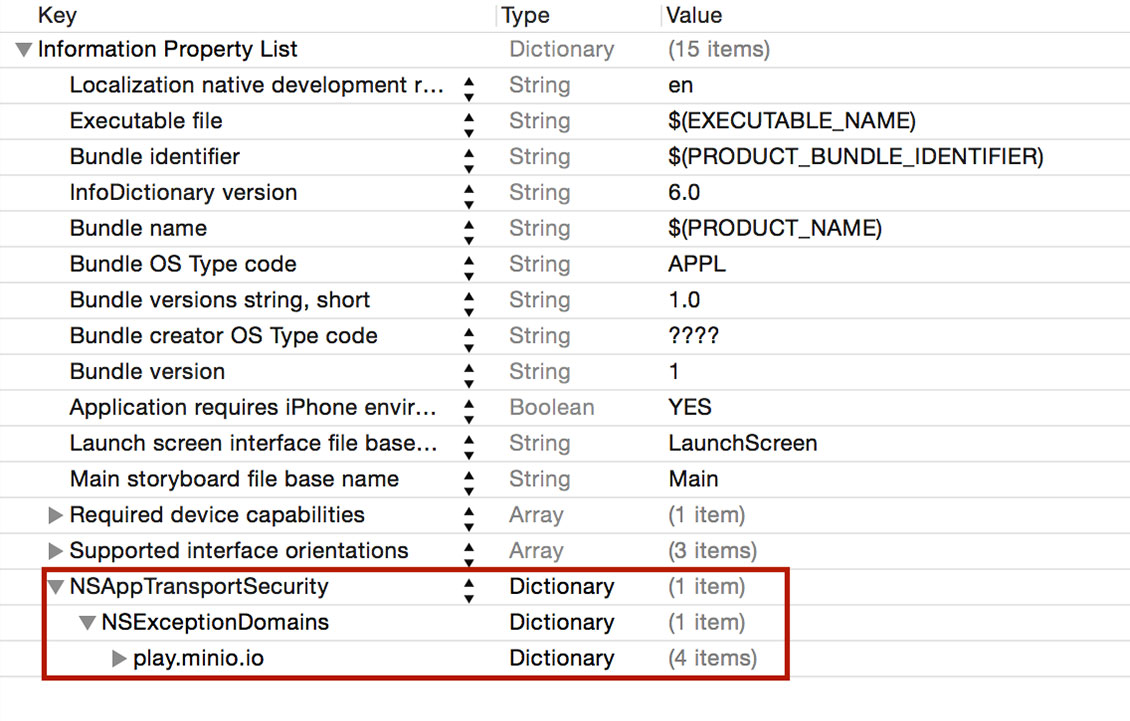 Key Type Value
Information Property List Dictionary (15 items)
Localization native development r... String en
Executable file String $(EXECUTABLE_NAME)
Bundle identifier String $(PRODUCT_BUNDLE_IDENTIFIER)
InfoDictionary version String 6.0
Bundle name String $(PRODUCT_NAME)
Bundle OS Type code String APPL
Bundle versions string, short String 1.0
Bundle creator OS Type code String ????
Bundle version String 1
Application requires iPhone envir... Boolean YES
Launch screen interface file base... String LaunchScreen
Main storyboard file base name String Main
Required device capabilities Array (1 item)
Supported interface orientations Array (3 items)
NSAppTransportSecurity Dictionary (1 item)
NSExceptionDomains Dictionary (1 item)
play.minio.io Dictionary (4 items)